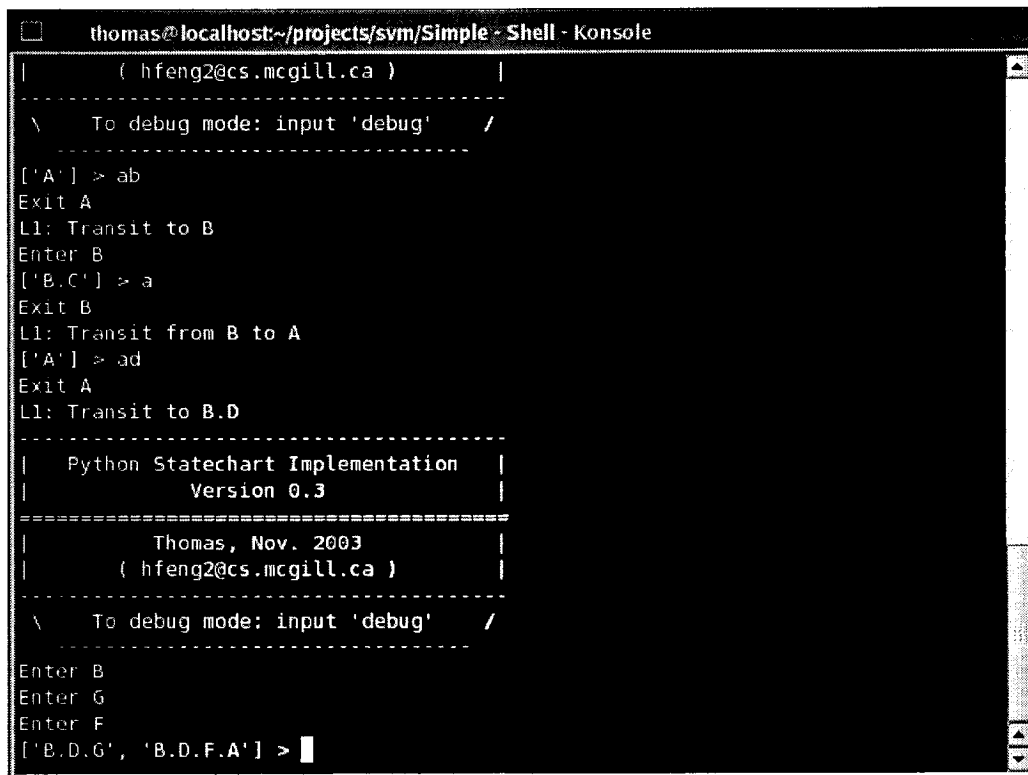 thomas@localhost:~/projects/svm/Simple - Shell - Konsole
|       ( hfeng2@cs.mcgill.ca )        |
----------------------------------------
\    To debug mode: input 'debug'    /
----------------------------------
['A'] > ab
Exit A
L1: Transit to B
Enter B
['B.C'] > a
Exit B
L1: Transit from B to A
['A'] > ad
Exit A
L1: Transit to B.D
----------------------------------------
|   Python Statechart Implementation   |
|             Version 0.3              |
========================================
|          Thomas, Nov. 2003           |
|       ( hfeng2@cs.mcgill.ca )        |
----------------------------------------
\    To debug mode: input 'debug'    /
----------------------------------
Enter B
Enter G
Enter F
['B.D.G', 'B.D.F.A'] >